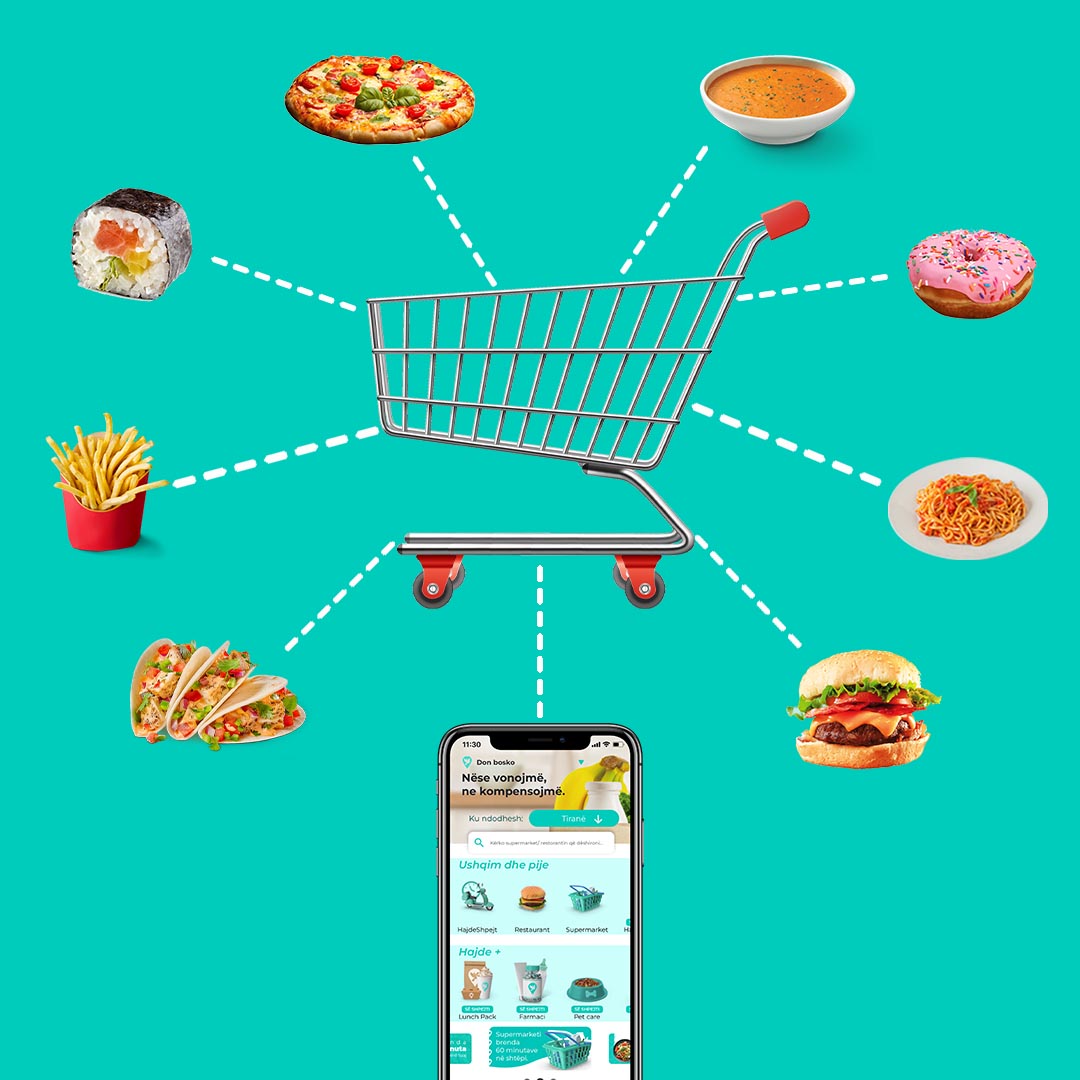 11:30
Don bosko
Nëse vonojmë,
ne kompensojmë.
Ku ndodhesh:
Tiranë
Kërko supermarket/ restorantin që dëshironi...
Ushqim dhe pije
HajdeShpejt
Restaurant
Supermarket
Hajde +
SË SHPEJTI
SË SHPEJTI
SË SHPEJTI
Lunch Pack
Farmaci
Pet care
Supermarketi
brenda
60 minutave
në shtëpi.